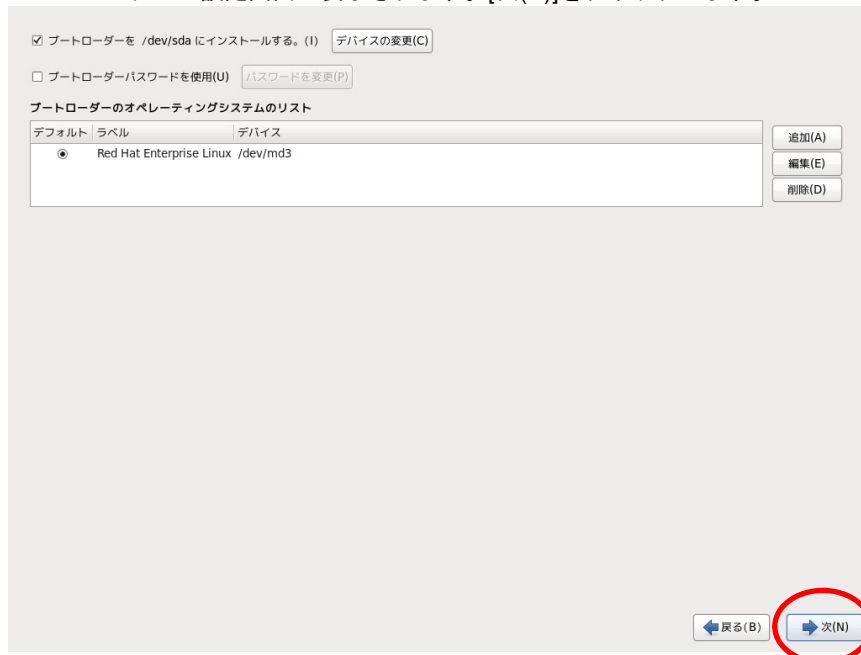 ☑ ブートローダーを /dev/sda にインストールする。(I) デバイスの変更(C)
☐ ブートローダーパスワードを使用(U) パスワードを変更(P)
ブートローダーのオペレーティングシステムのリスト
デフォルト ラベル デバイス
Red Hat Enterprise Linux /dev/md3
追加(A)
編集(E)
削除(D)
戻る(B) 次(N)